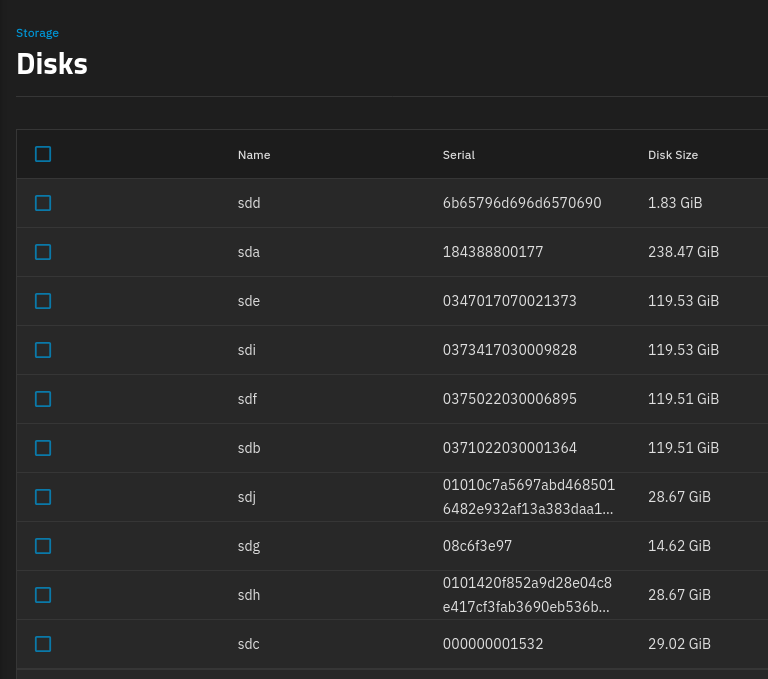 Storage
Disks
Name Serial Disk Size
sdd 6b65796d696d6570690 1.83 GiB
sda 184388800177 238.47 GiB
sde 0347017070021373 119.53 GiB
sdi 0373417030009828 119.53 GiB
sdf 0375022030006895 119.51 GiB
sdb 0371022030001364 119.51 GiB
sdj 01010c7a5697abd468501 28.67 GiB
6482e932af13a383daa1...
sdg 08c6f3e97 14.62 GiB
sdh 0101420f852a9d28e04c8 28.67 GiB
e417cf3fab3690eb536b...
sdc 000000001532 29.02 GiB